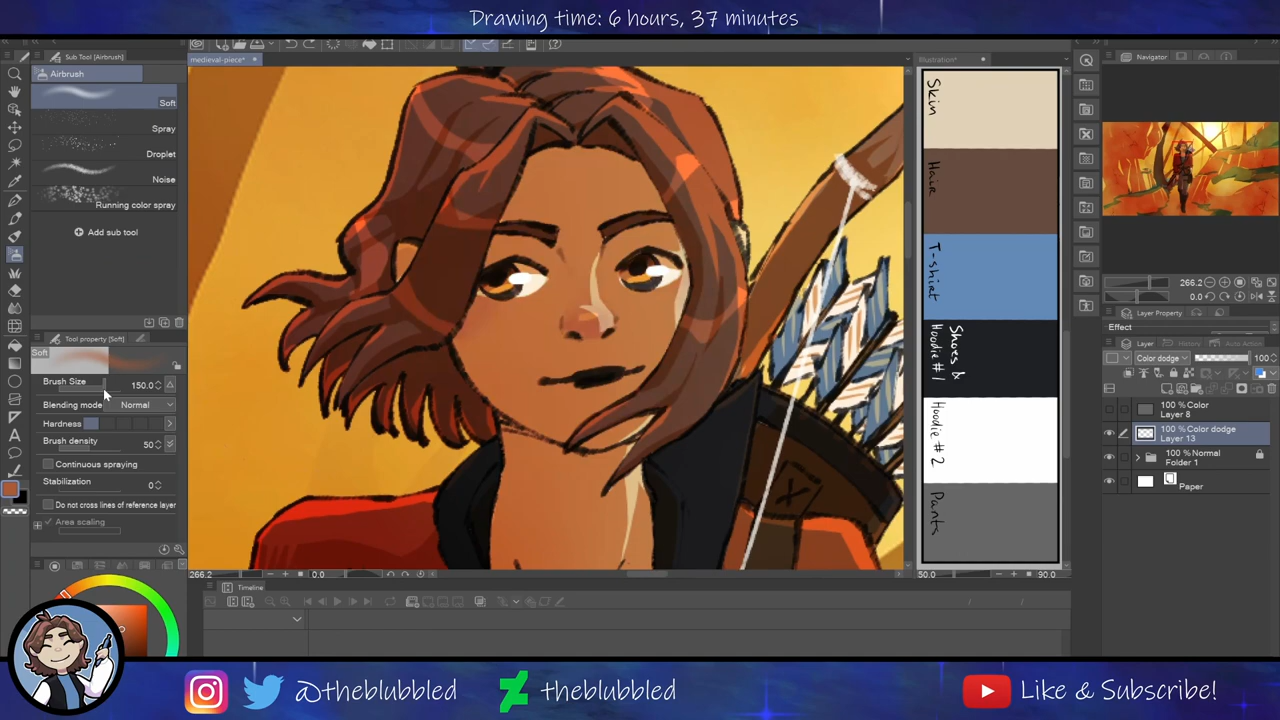 Drawing time: 6 hours, 37 minutes
Sub Tool [Airbrush]
medieval-piece*
Illustration*
Navigator
Airbrush
Soft
Spray
Droplet
Noise
Running color spray
Add sub tool
Skin
Hair
T-shirt
Shoes &
Hoodie #1
Hoodie #2
Pants
266.2
0.0
Layer Property
Effect
Tool property [Soft]
Soft
Brush Size 150.0
Blending mode Normal
Hardness
Brush density 50
Continuous spraying
Stabilization 0
Do not cross lines of reference layer
Area scaling
Layer
History
Auto Action
Color dodge 100
100 % Color
Layer 8
100 % Color dodge
Layer 13
100 % Normal
Folder 1
Paper
266.2 0.0
50.0 90.0
Timeline
@theblubbled
theblubbled
Like & Subscribe!